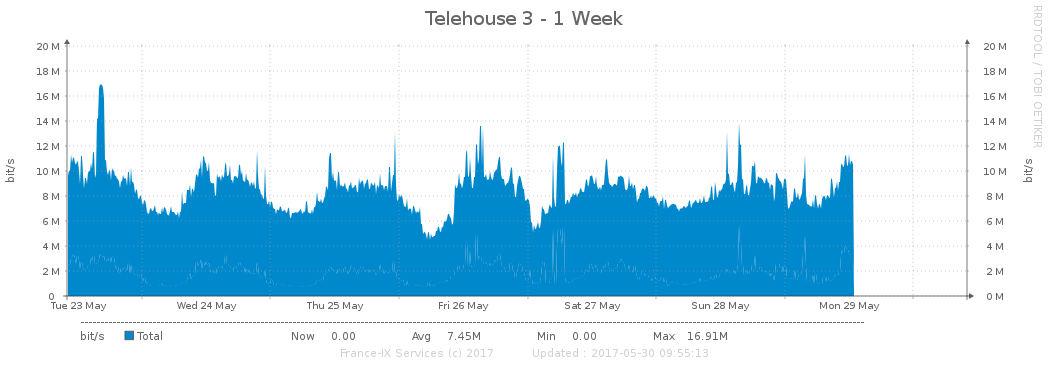 Telehouse 3 - 1 Week
RRDTOOL / TOBI OETIKER
bit/s
bit/s
20 M 20 M
18 M 18 M
16 M 16 M
14 M 14 M
12 M 12 M
10 M 10 M
8 M 8 M
6 M 6 M
4 M 4 M
2 M 2 M
0 0 M
Tue 23 May Wed 24 May Thu 25 May Fri 26 May Sat 27 May Sun 28 May Mon 29 May
bit/s Total Now 0.00 Avg 7.45M Min 0.00 Max 16.91M
France-IX Services (c) 2017 Updated : 2017-05-30 09:55:13